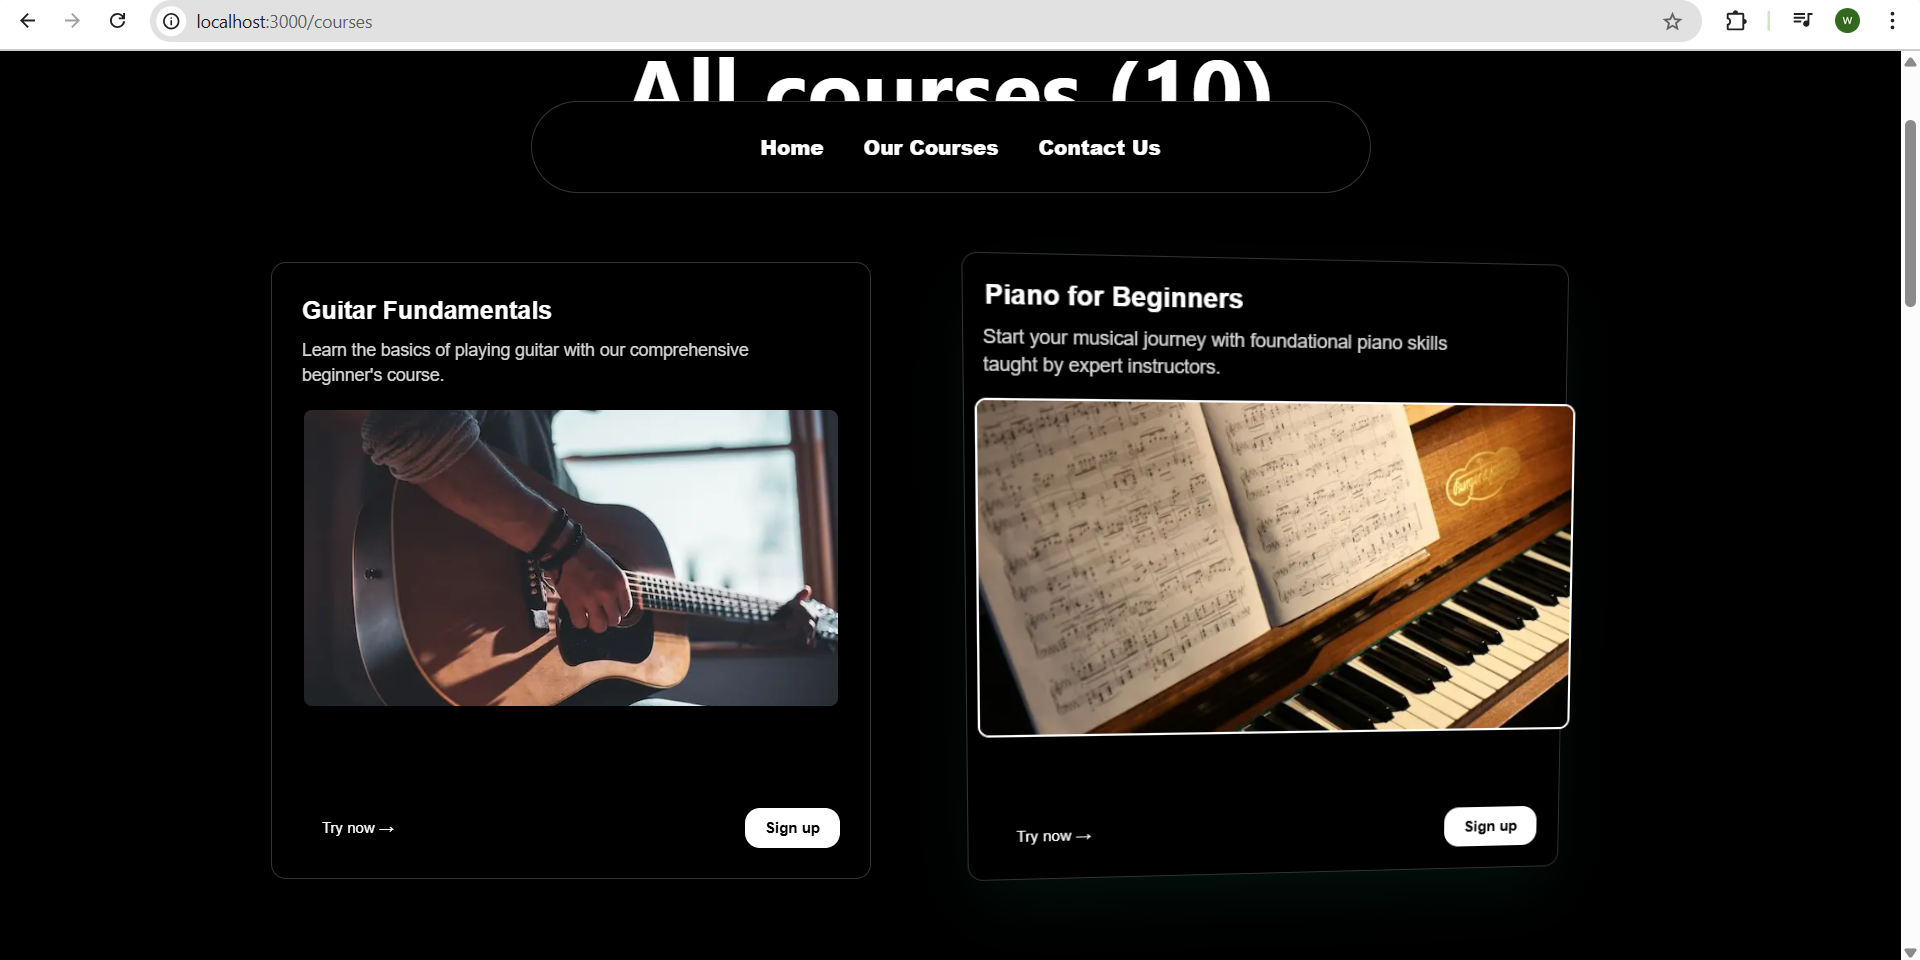 localhost:3000/courses
W
All courses (10)
Home Our Courses Contact Us
Guitar Fundamentals
Learn the basics of playing guitar with our comprehensive
beginner's course.
Try now →
Sign up
Piano for Beginners
Start your musical journey with foundational piano skills
taught by expert instructors.
Try now →
Sign up